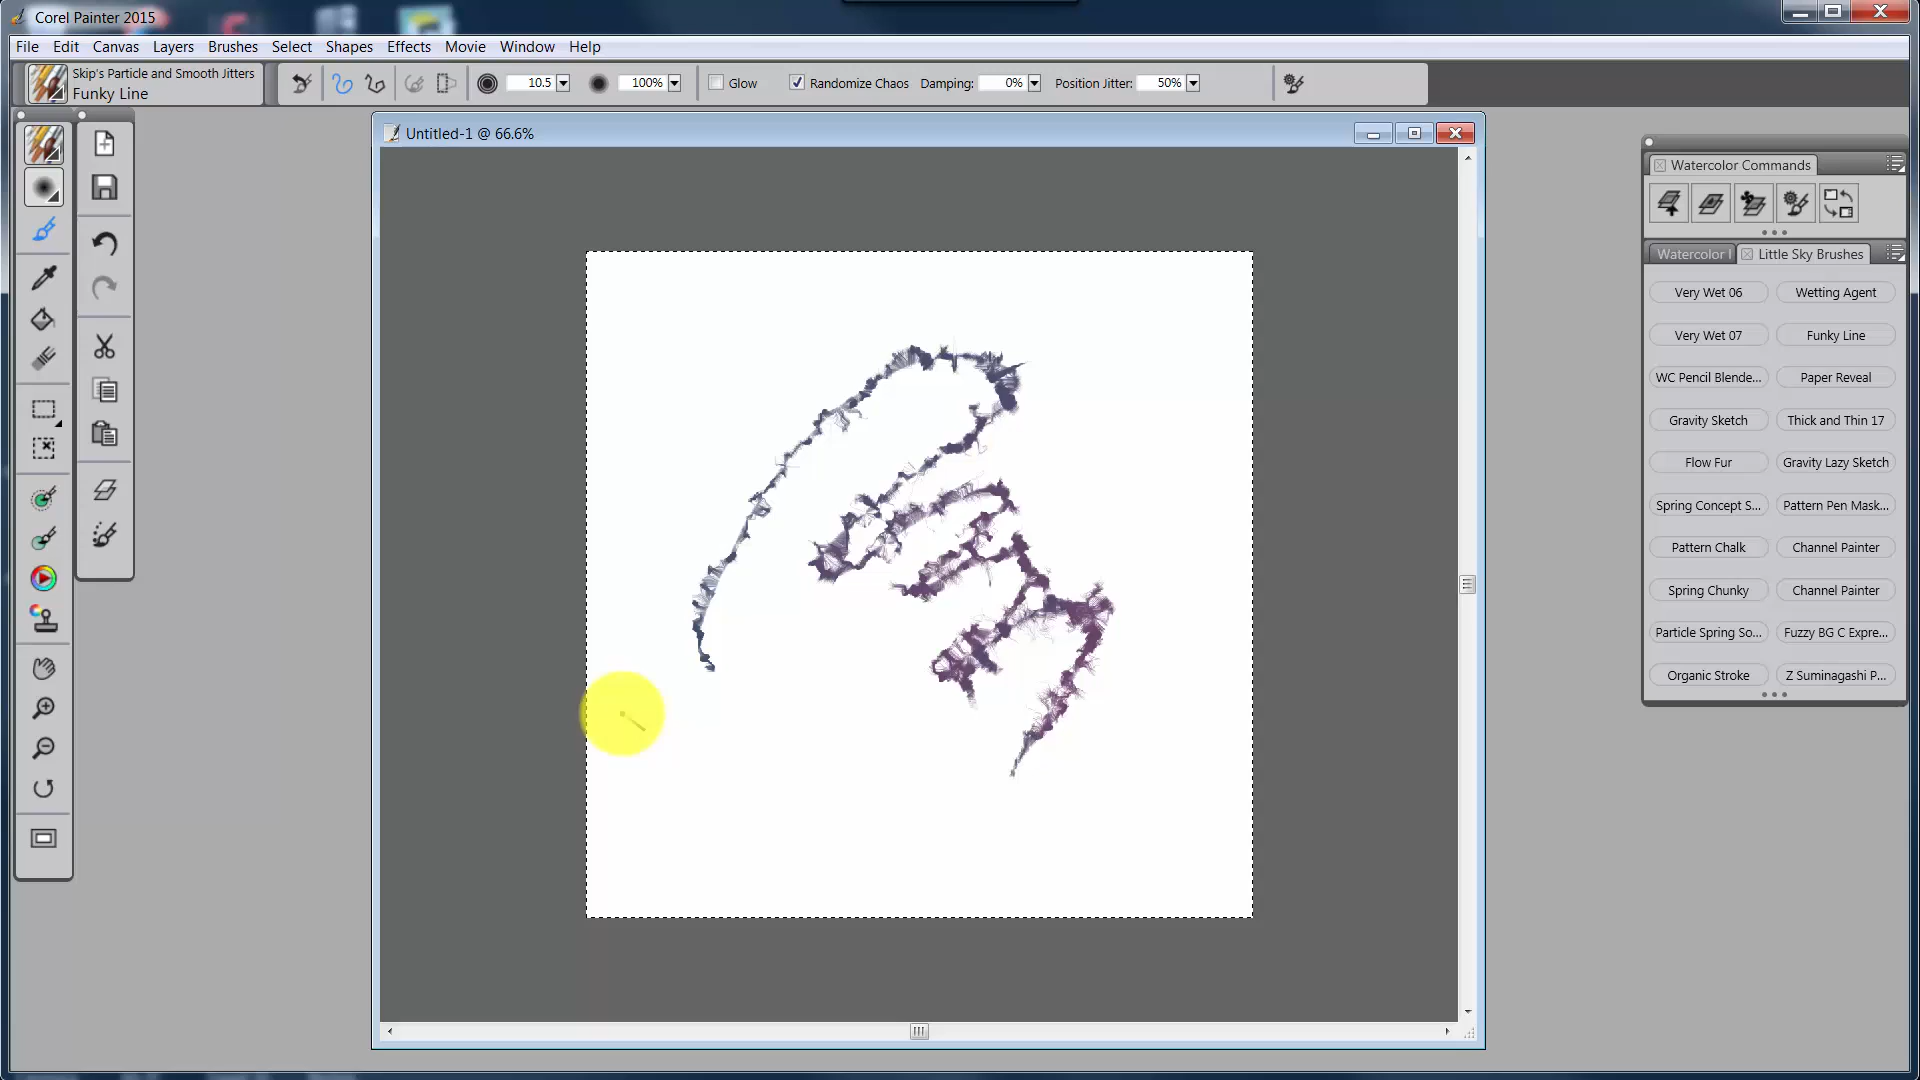 Corel Painter 2015
File Edit Canvas Layers Brushes Select Shapes Effects Movie Window Help
Skip's Particle and Smooth Jitters
Funky Line
10.5 100% Glow Randomize Chaos Damping: 0% Position Jitter: 50%
Untitled-1 @ 66.6%
Watercolor Commands
Watercolor I Little Sky Brushes
Very Wet 06 Wetting Agent
Very Wet 07 Funky Line
WC Pencil Blende... Paper Reveal
Gravity Sketch Thick and Thin 17
Flow Fur Gravity Lazy Sketch
Spring Concept S... Pattern Pen Mask...
Pattern Chalk Channel Painter
Spring Chunky Channel Painter
Particle Spring So... Fuzzy BG C Expre...
Organic Stroke Z Suminagashi P...